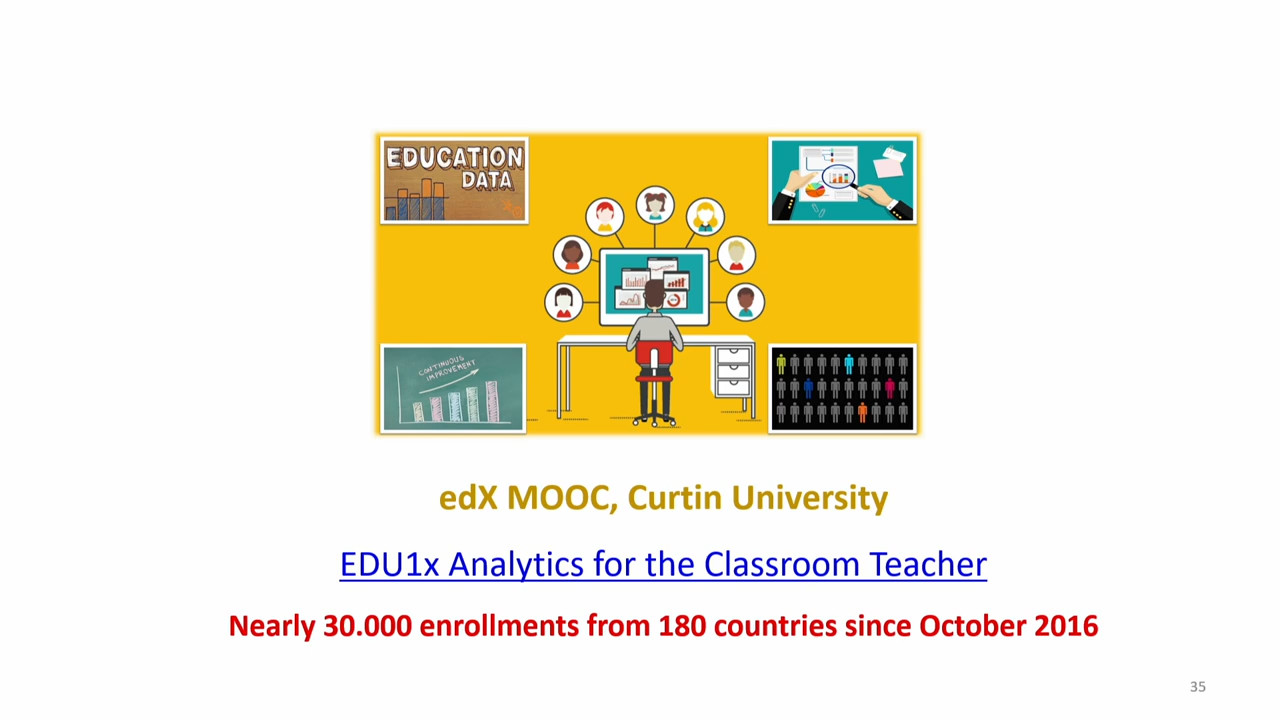 EDUCATION
DATA
CONTINUOUS
IMPROVEMENT
edX MOOC, Curtin University
EDU1x Analytics for the Classroom Teacher
Nearly 30.000 enrollments from 180 countries since October 2016
35